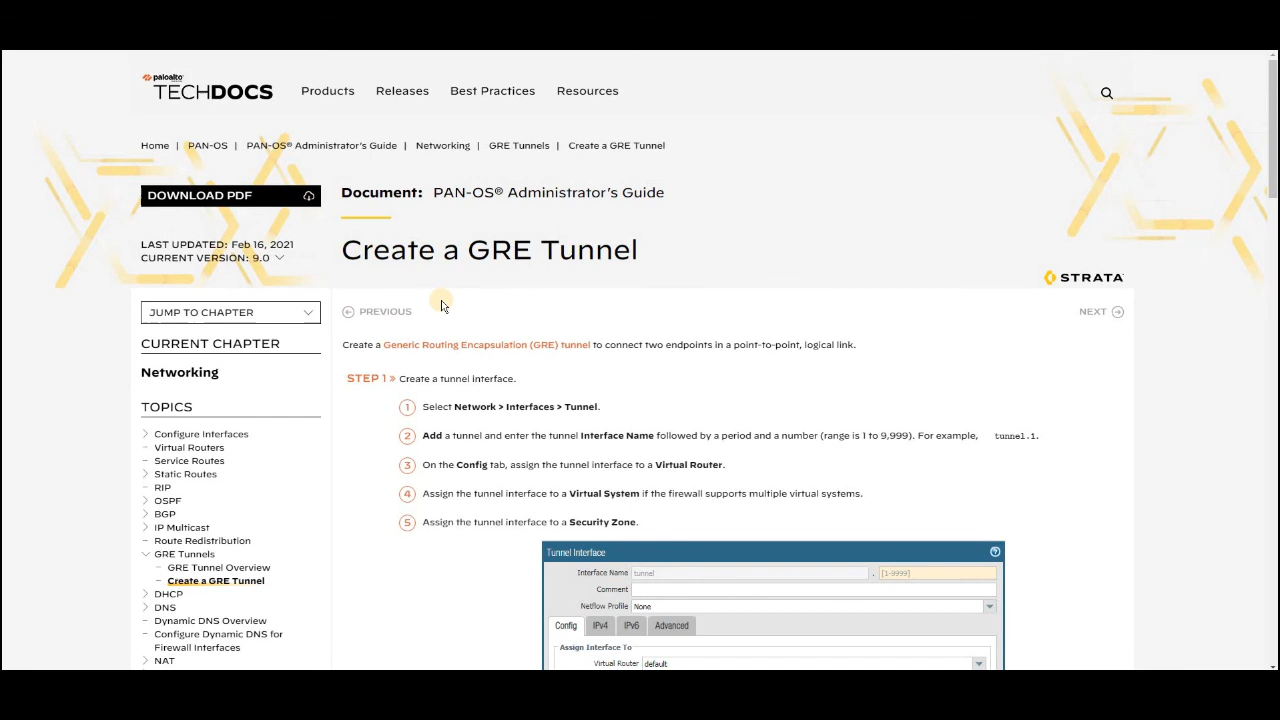 paloalto
TECHDOCS
Products Releases Best Practices Resources
Home | PAN-OS | PAN-OS® Administrator's Guide | Networking | GRE Tunnels | Create a GRE Tunnel
DOWNLOAD PDF
Document: PAN-OS® Administrator's Guide
LAST UPDATED: Feb 16, 2021
CURRENT VERSION: 9.0
Create a GRE Tunnel
STRATA
JUMP TO CHAPTER
PREVIOUS
NEXT
CURRENT CHAPTER
Networking
TOPICS
Configure Interfaces
Virtual Routers
Service Routes
Static Routes
RIP
OSPF
BGP
IP Multicast
Route Redistribution
GRE Tunnels
GRE Tunnel Overview
Create a GRE Tunnel
DHCP
DNS
Dynamic DNS Overview
Configure Dynamic DNS for
Firewall Interfaces
NAT
Create a Generic Routing Encapsulation (GRE) tunnel to connect two endpoints in a point-to-point, logical link.
STEP 1 » Create a tunnel interface.
1 Select Network > Interfaces > Tunnel.
2 Add a tunnel and enter the tunnel Interface Name followed by a period and a number (range is 1 to 9,999). For example, tunnel.1.
3 On the Config tab, assign the tunnel interface to a Virtual Router.
4 Assign the tunnel interface to a Virtual System if the firewall supports multiple virtual systems.
5 Assign the tunnel interface to a Security Zone.
Tunnel Interface ?
Interface Name tunnel . [1-9999]
Comment
Netflow Profile None
Config IPv4 IPv6 Advanced
Assign Interface To
Virtual Router default